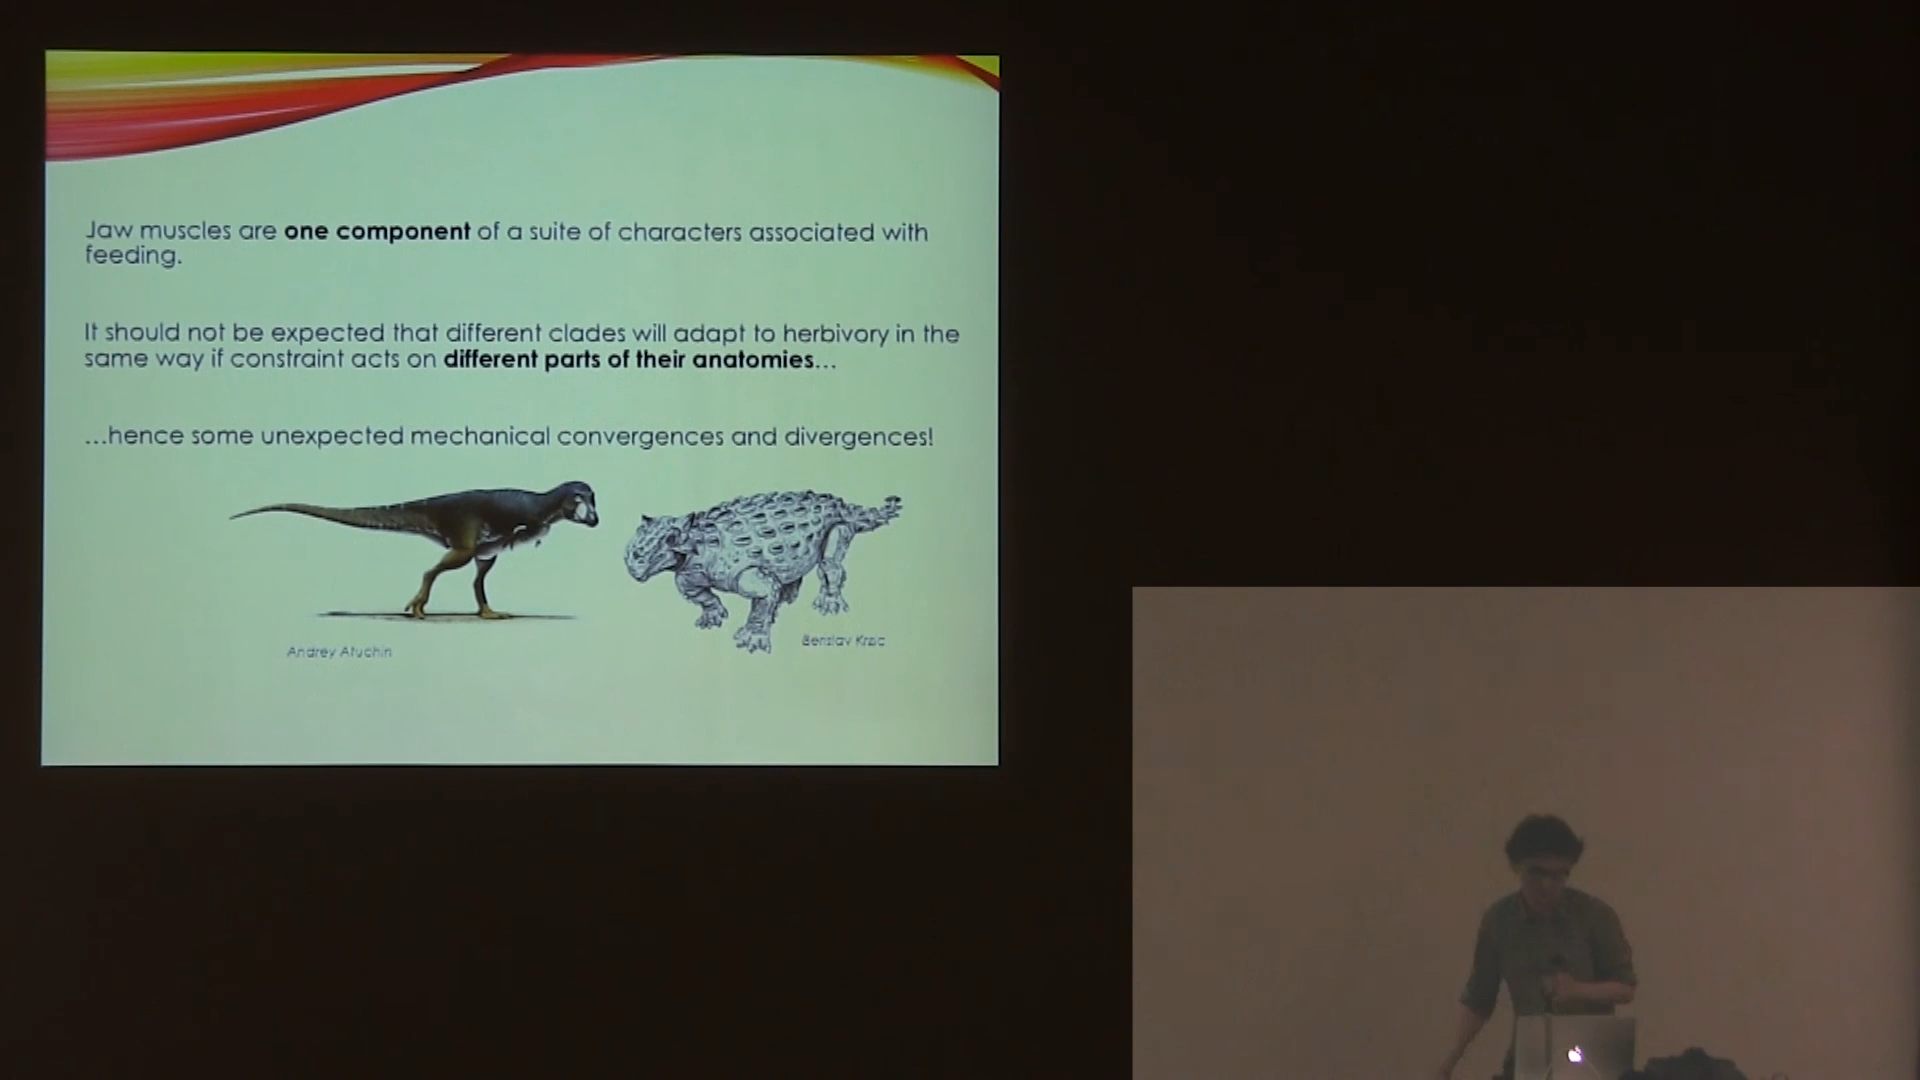 Jaw muscles are one component of a suite of characters associated with
feeding.
It should not be expected that different clades will adapt to herbivory in the
same way if constraint acts on different parts of their anatomies...
...hence some unexpected mechanical convergences and divergences!
Andrey Atuchin